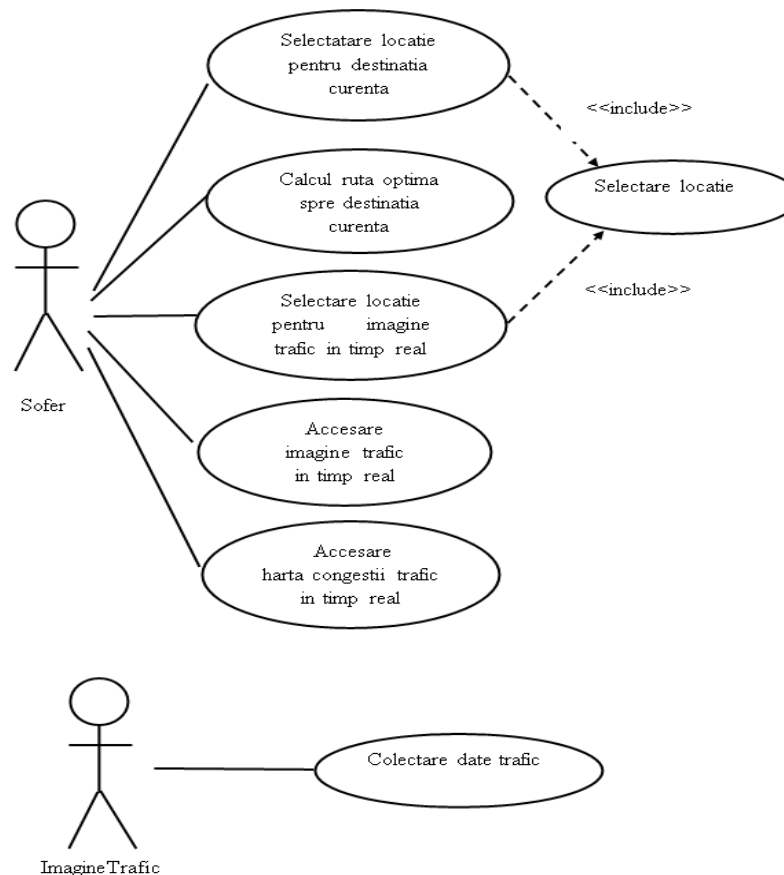 Selectatare locatie
pentru destinatia
curenta
<<include>>
Calcul ruta optima
spre destinatia
curenta
Selectare locatie
Selectare locatie
pentru imagine
trafic in timp real
<<include>>
Sofer
Accesare
imagine trafic
in timp real
Accesare
harta congestii trafic
in timp real
Colectare date trafic
ImagineTrafic